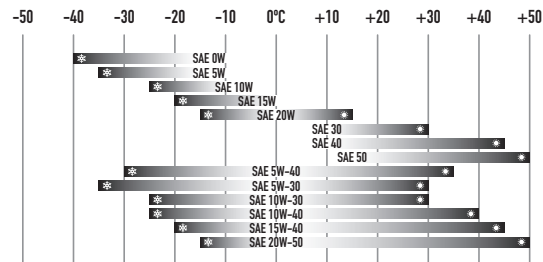 -50 -40 -30 -20 -10 0°C +10 +20 +30 +40 +50
SAE 0W
SAE 5W
SAE 10W
SAE 15W
SAE 20W
SAE 30
SAE 40
SAE 50
SAE 5W-40
SAE 5W-30
SAE 10W-30
SAE 10W-40
SAE 15W-40
SAE 20W-50